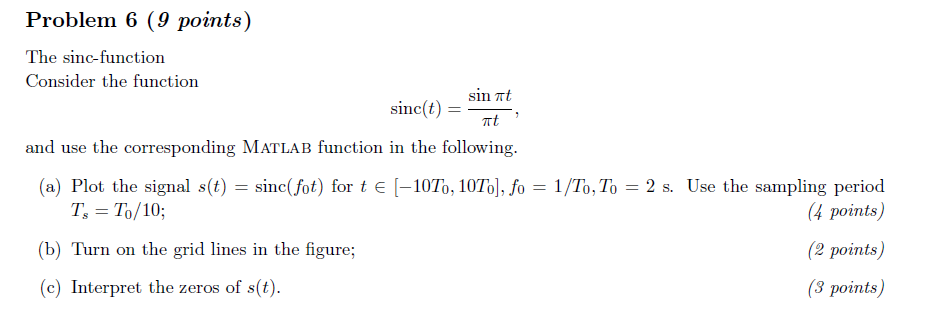 Problem 6 (9 points)
The sinc-function
Consider the function
sinc(t) = sin πt / πt,
and use the corresponding MATLAB function in the following.
(a) Plot the signal s(t) = sinc(f₀t) for t ∈ [−10T₀, 10T₀], f₀ = 1/T₀, T₀ = 2 s. Use the sampling period
Tₛ = T₀/10; (4 points)
(b) Turn on the grid lines in the figure; (2 points)
(c) Interpret the zeros of s(t). (3 points)